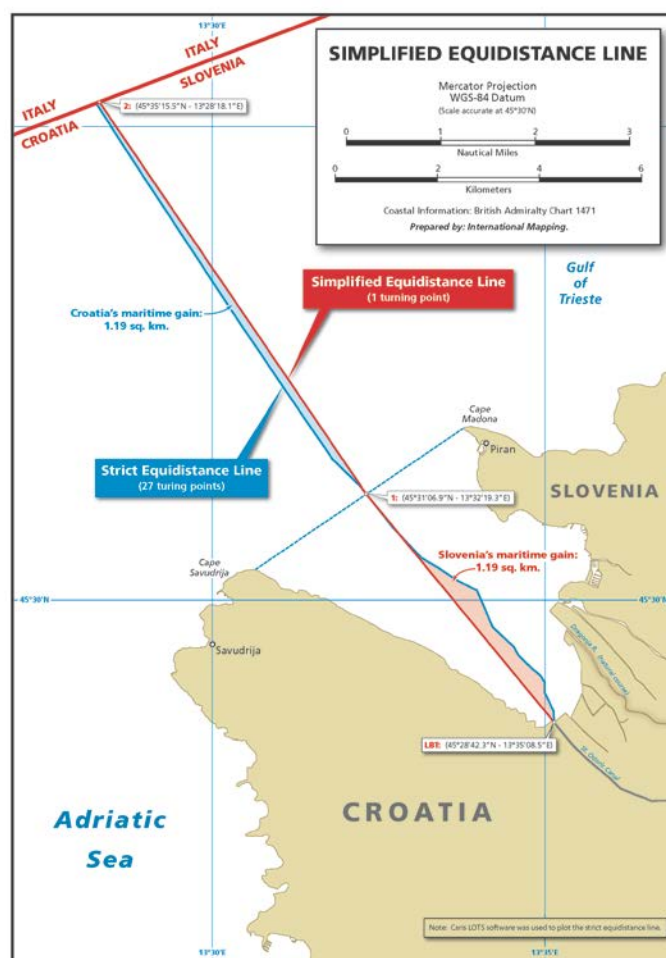 13°30'E
ITALY
SLOVENIA
ITALY
CROATIA
2: (45°35'15.5"N - 13°28'18.1"E)
SIMPLIFIED EQUIDISTANCE LINE
Mercator Projection
WGS-84 Datum
(Scale accurate at 45°30'N)
0 1 2 3
Nautical Miles
0 2 4 6
Kilometers
Coastal Information: British Admiralty Chart 1471
Prepared by: International Mapping.
Gulf
of
Trieste
Simplified Equidistance Line
(1 turning point)
Croatia's maritime gain:
1.19 sq. km.
Cape
Madona
Piran
Strict Equidistance Line
(27 turing points)
SLOVENIA
1: (45°31'06.9"N - 13°32'19.3"E)
Slovenia's maritime gain:
1.19 sq. km.
Cape
Savudrija
45°30'N
45°30'N
Savudrija
Dragonja R. (natural course)
LBT: (45°28'42.3"N - 13°35'08.5"E)
St. Odoric Canal
CROATIA
Adriatic
Sea
Note: Caris LOTS software was used to plot the strict equidistance line.
13°30'E
13°35'E